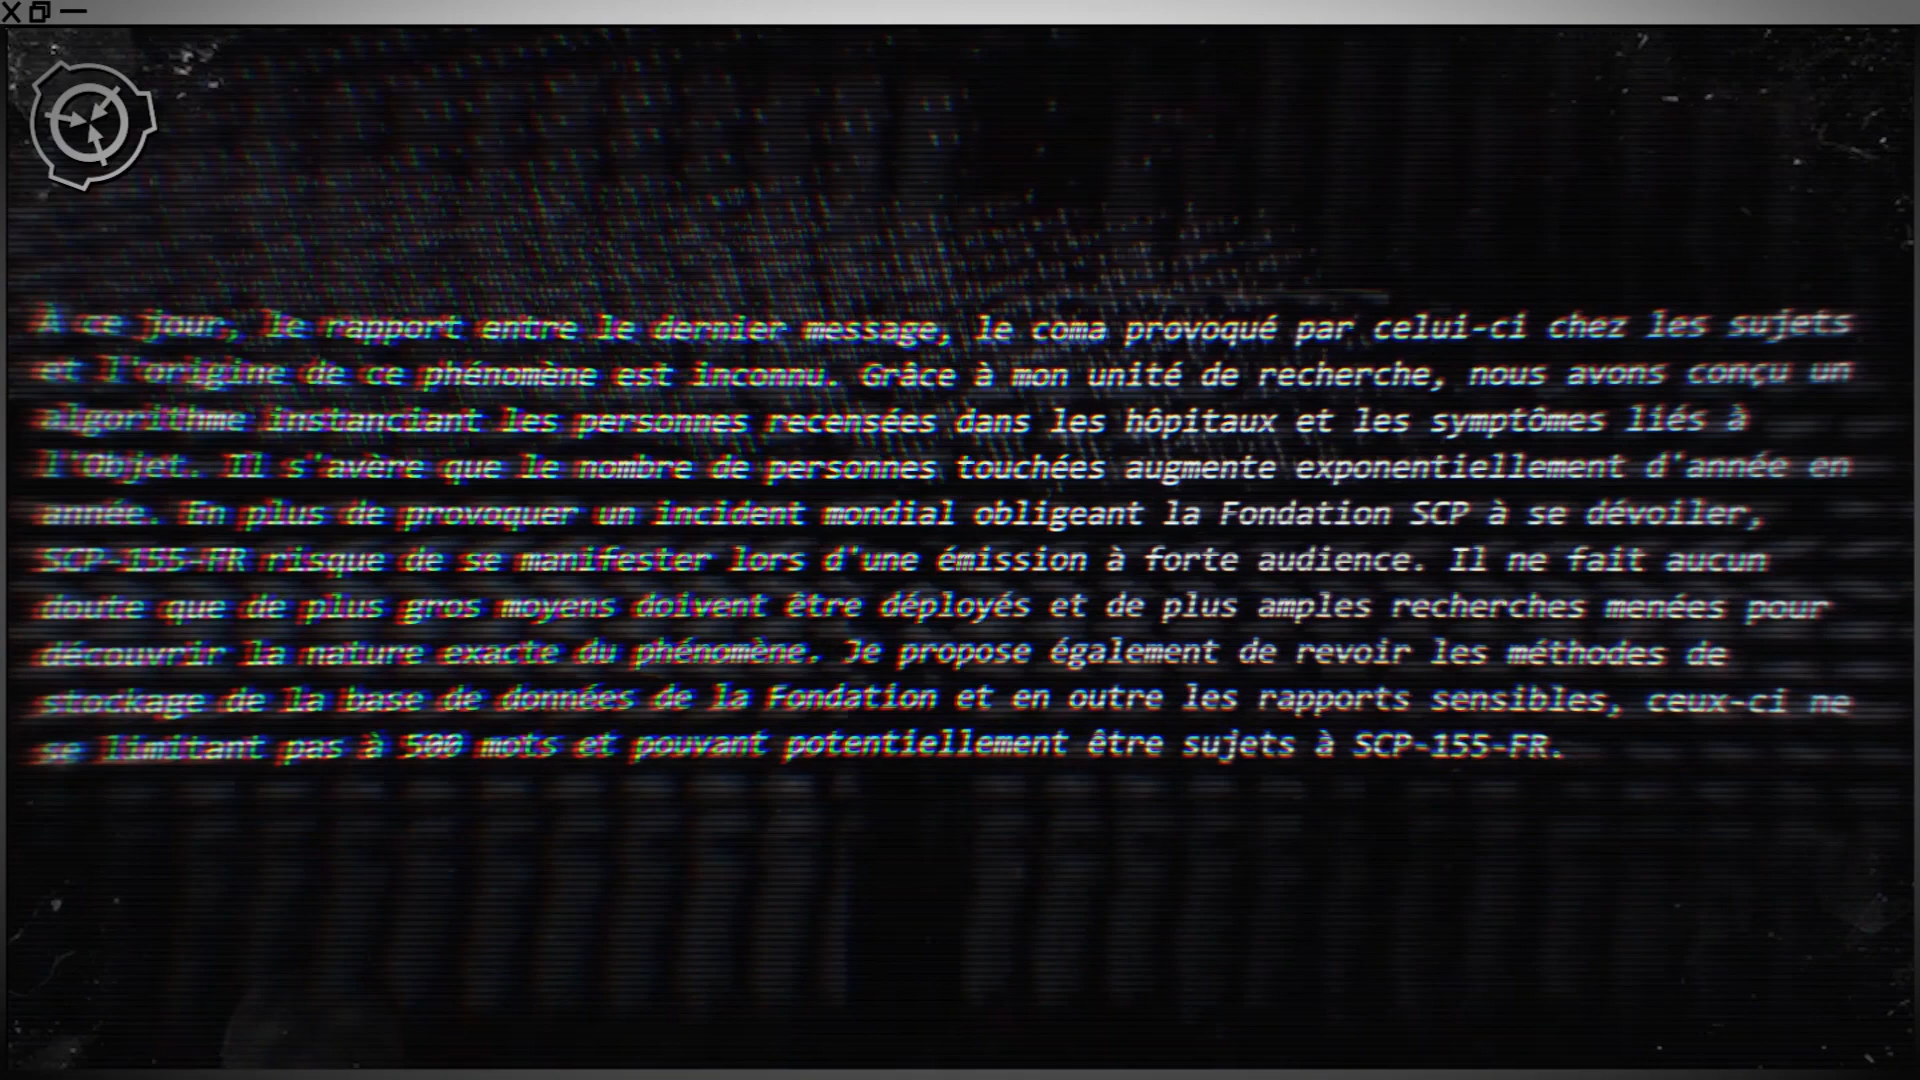 À ce jour, le rapport entre le dernier message, le coma provoqué par celui-ci chez les sujets
et l'origine de ce phénomène est inconnu. Grâce à mon unité de recherche, nous avons conçu un
algorithme instanciant les personnes recensées dans les hôpitaux et les symptômes liés à
l'Objet. Il s'avère que le nombre de personnes touchées augmente exponentiellement d'année en
année. En plus de provoquer un incident mondial obligeant la Fondation SCP à se dévoiler,
SCP-155-FR risque de se manifester lors d'une émission à forte audience. Il ne fait aucun
doute que de plus gros moyens doivent être déployés et de plus amples recherches menées pour
découvrir la nature exacte du phénomène. Je propose également de revoir les méthodes de
stockage de la base de données de la Fondation et en outre les rapports sensibles, ceux-ci ne
se limitant pas à 500 mots et pouvant potentiellement être sujets à SCP-155-FR.